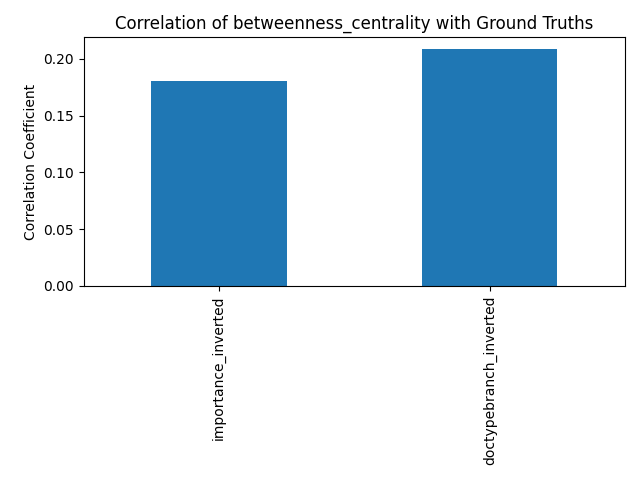 Correlation of betweenness_centrality with Ground Truths
Correlation Coefficient
0.20
0.15
0.10
0.05
0.00
importance_inverted
doctypebranch_inverted